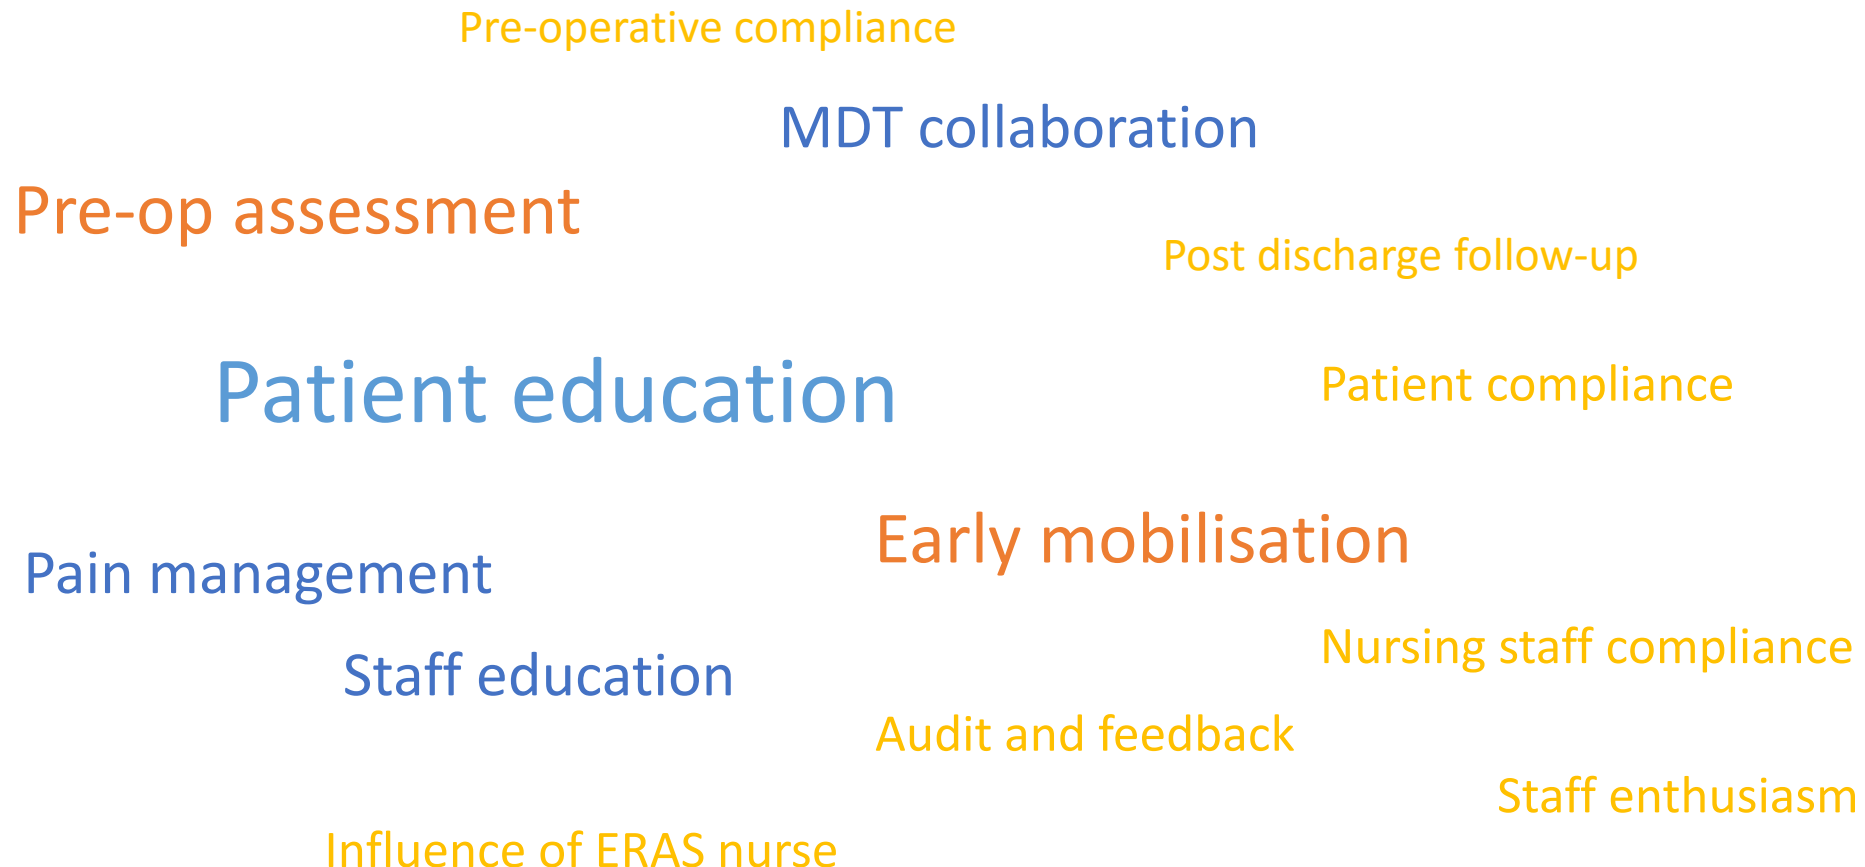 Pre-operative compliance
MDT collaboration
Pre-op assessment
Post discharge follow-up
Patient education
Patient compliance
Early mobilisation
Pain management
Nursing staff compliance
Staff education
Audit and feedback
Staff enthusiasm
Influence of ERAS nurse